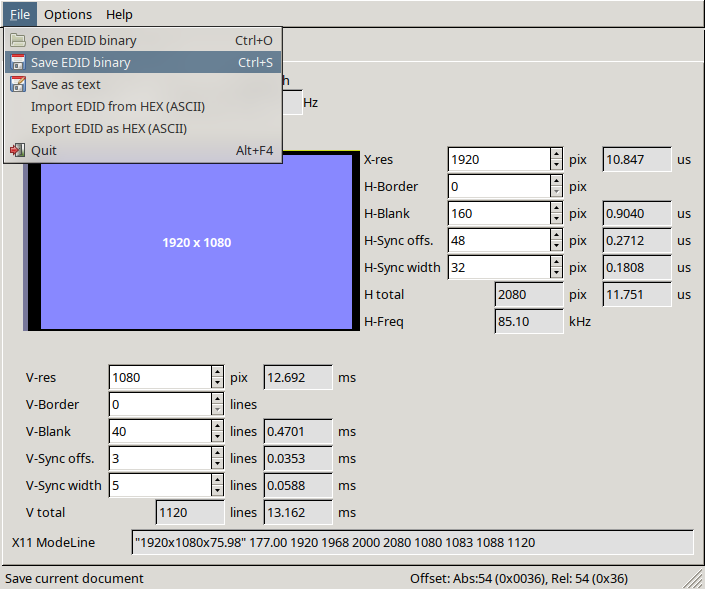 File Options Help
Open EDID binary Ctrl+O
Save EDID binary Ctrl+S
Save as text
Import EDID from HEX (ASCII)
Export EDID as HEX (ASCII)
Quit Alt+F4
h
Hz
1920 x 1080
X-res 1920 pix 10.847 us
H-Border 0 pix
H-Blank 160 pix 0.9040 us
H-Sync offs. 48 pix 0.2712 us
H-Sync width 32 pix 0.1808 us
H total 2080 pix 11.751 us
H-Freq 85.10 kHz
V-res 1080 pix 12.692 ms
V-Border 0 lines
V-Blank 40 lines 0.4701 ms
V-Sync offs. 3 lines 0.0353 ms
V-Sync width 5 lines 0.0588 ms
V total 1120 lines 13.162 ms
X11 ModeLine "1920x1080x75.98" 177.00 1920 1968 2000 2080 1080 1083 1088 1120
Save current document Offset: Abs:54 (0x0036), Rel: 54 (0x36)